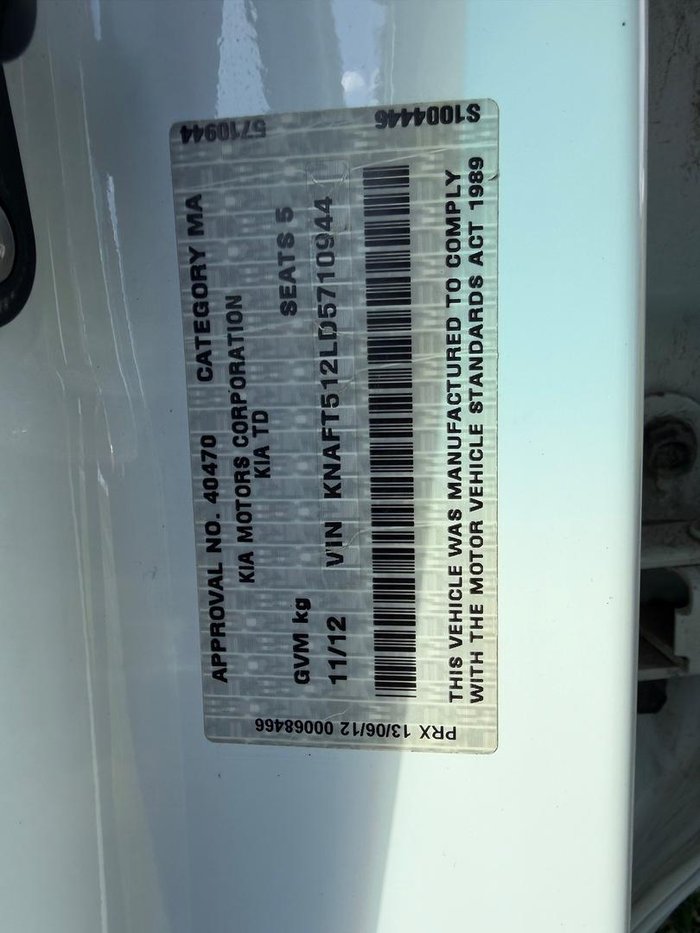 APPROVAL NO. 40470 CATEGORY MA
KIA MOTORS CORPORATION
KIA TD
GVM kg SEATS 5
11/12 VIN KNAFT512LD5710944
THIS VEHICLE WAS MANUFACTURED TO COMPLY
WITH THE MOTOR VEHICLE STANDARDS ACT 1989
5710944
S1004446
PRX 13/06/12 00068466